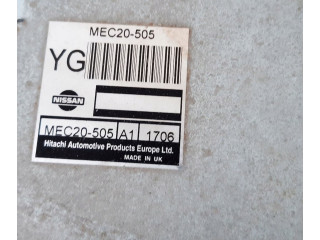 MEC20-505
YG
NISSAN
MEC20-505 A1 1706
Hitachi Automotive Products Europe Ltd.
MADE IN UK